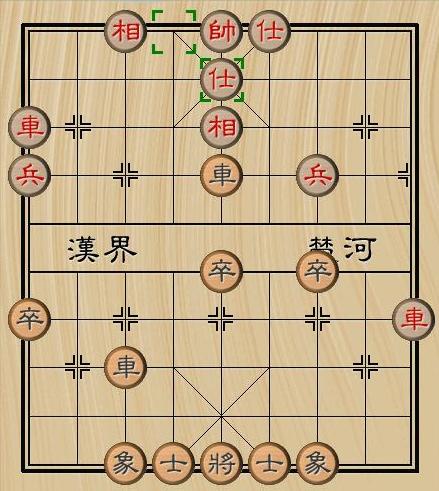 相 帥 仕
仕
車 相
兵 車 兵
漢界 楚河
卒 卒
卒 車
車
象 士 將 士 象